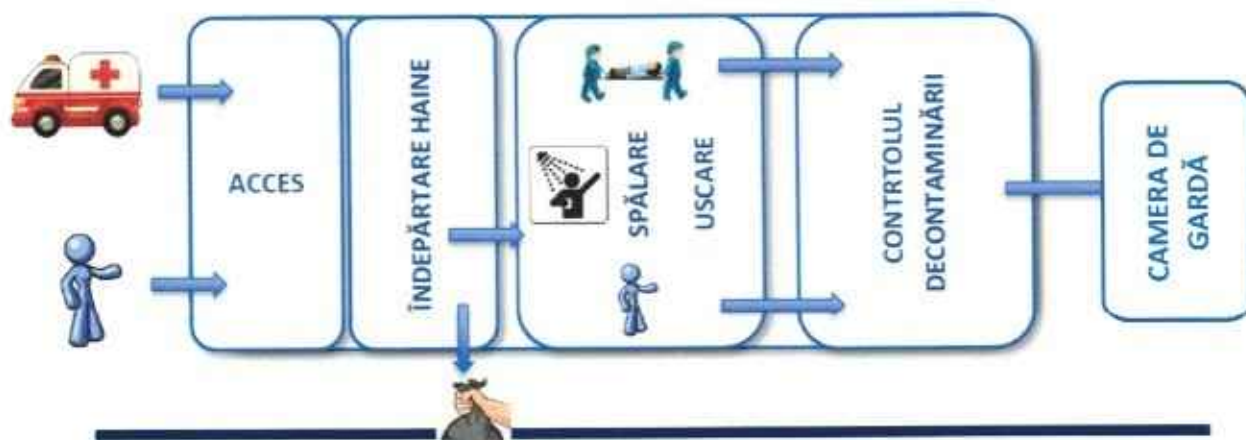 ACCES
ÎNDEPĂRTARE HAINE
SPĂLARE
USCARE
CONTRTOLUL
DECONTAMINĂRII
CAMERA DE
GARDĂ